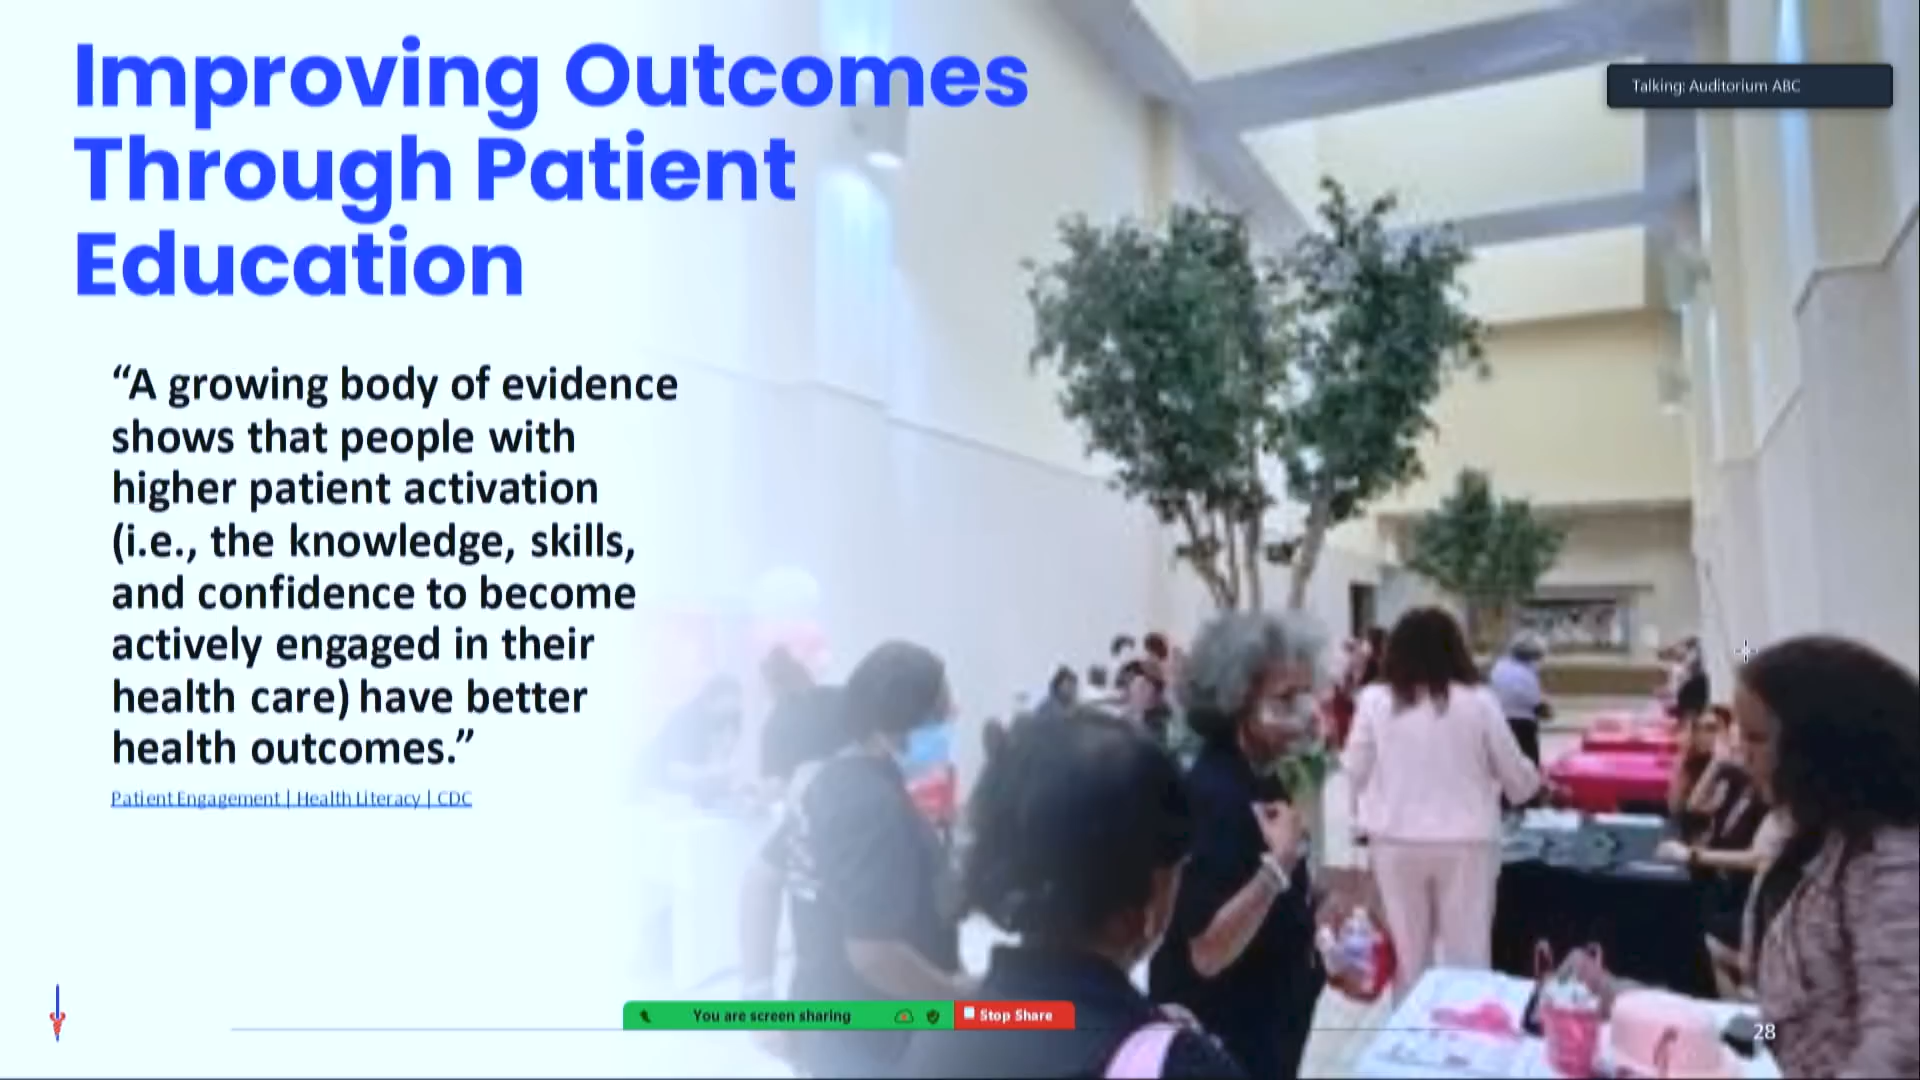 Improving Outcomes
Through Patient
Education
Talking: Auditorium ABC
“A growing body of evidence
shows that people with
higher patient activation
(i.e., the knowledge, skills,
and confidence to become
actively engaged in their
health care) have better
health outcomes.”
Patient Engagement | Health Literacy | CDC
You are screen sharing
Stop Share
28